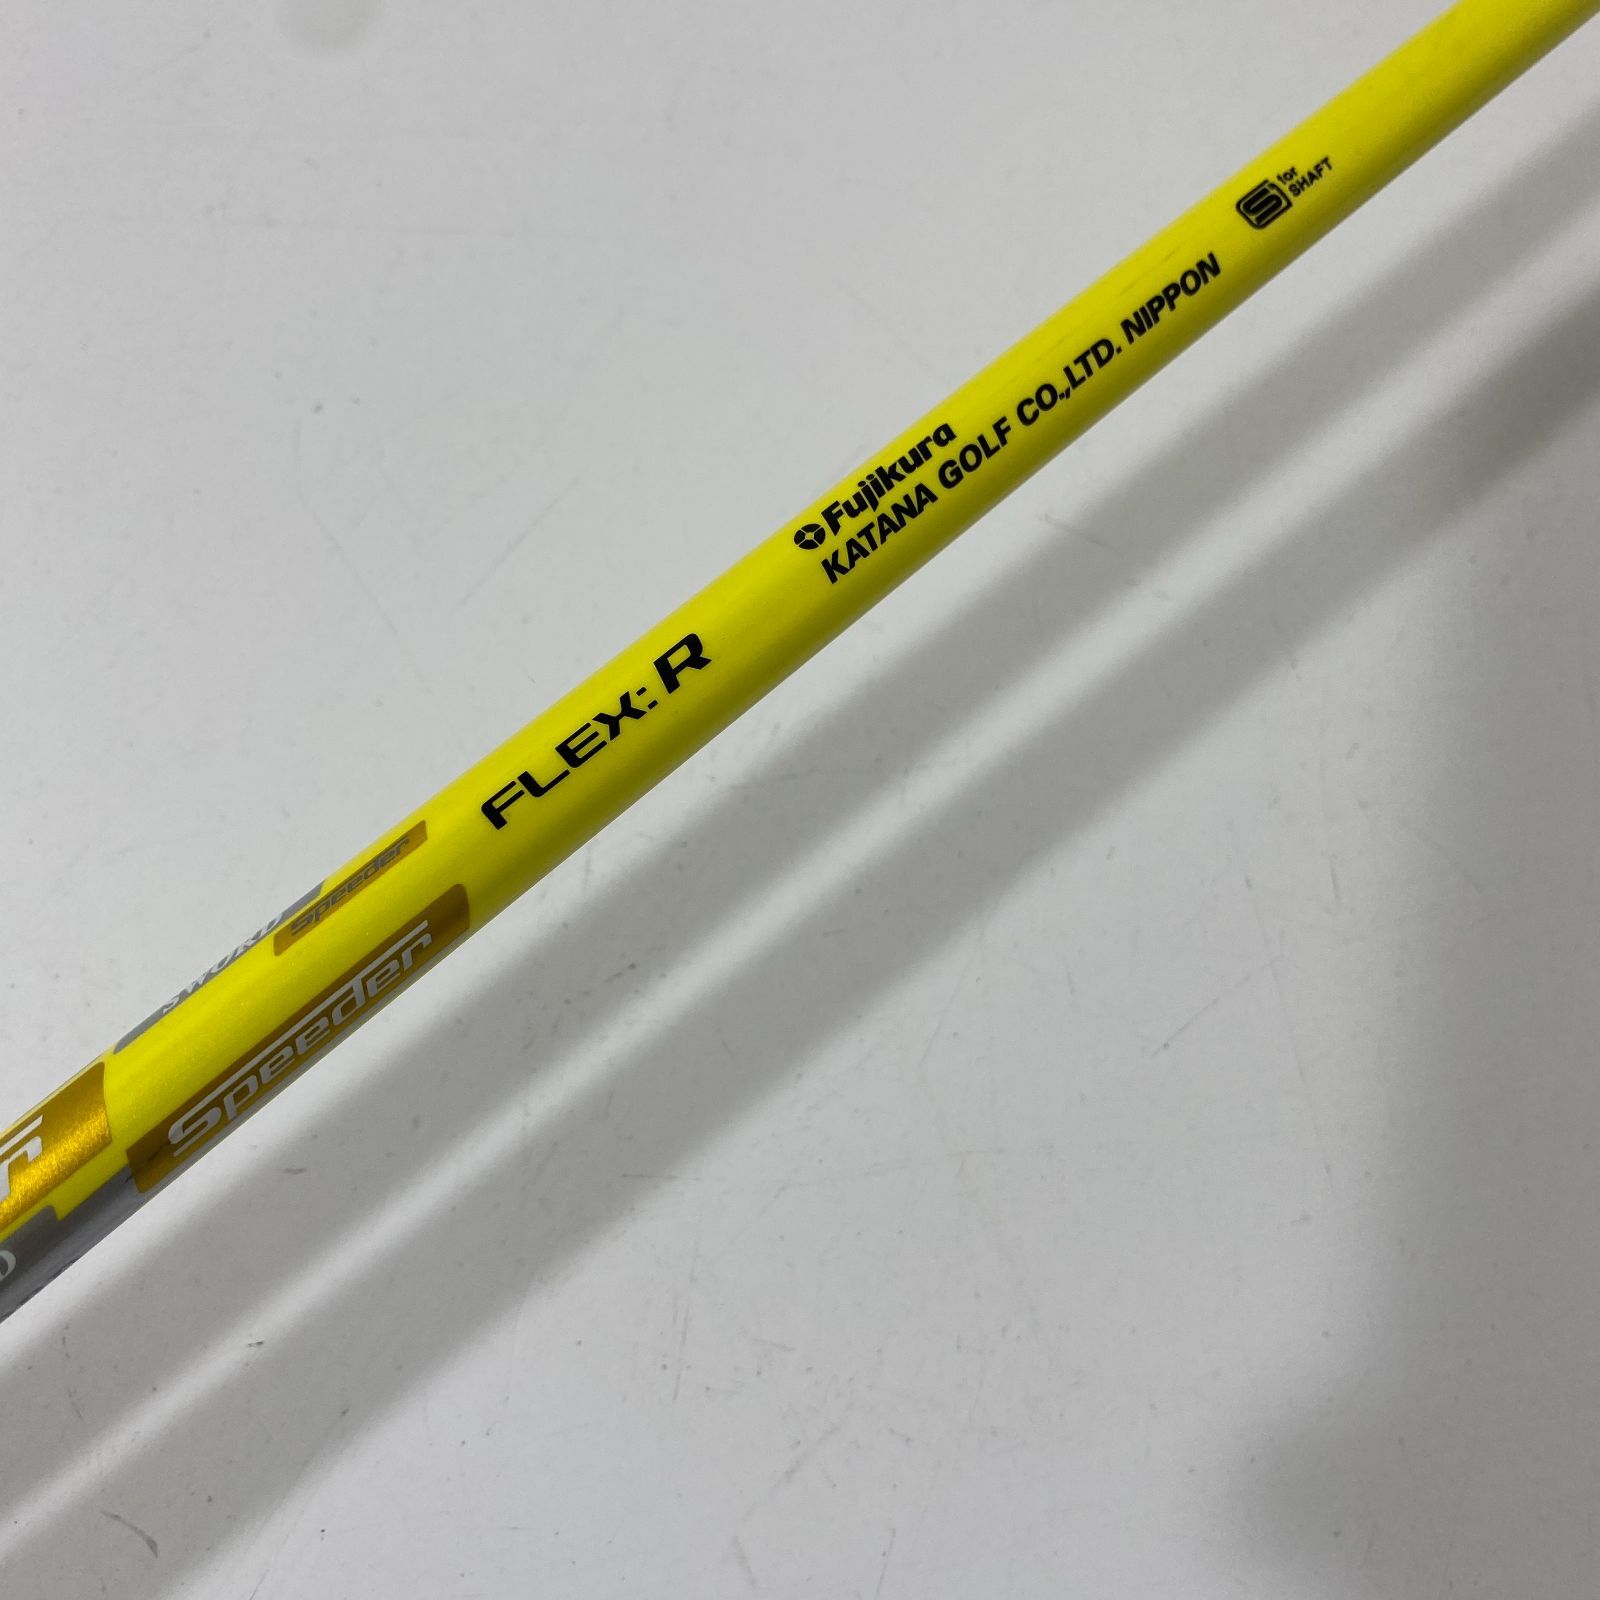 S for
SHAFT
Fujikura
KATANA GOLF CO.,LTD. NIPPON
FLEX: R
Speeder
SWORD
Speeder